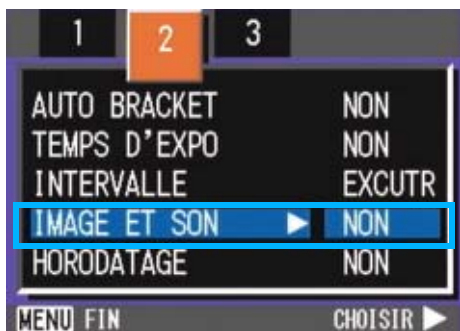 1 2 3
AUTO BRACKET NON
TEMPS D'EXPO NON
INTERVALLE EXCUTR
IMAGE ET SON ▶ NON
HORODATAGE NON
MENU FIN CHOISIR ▶